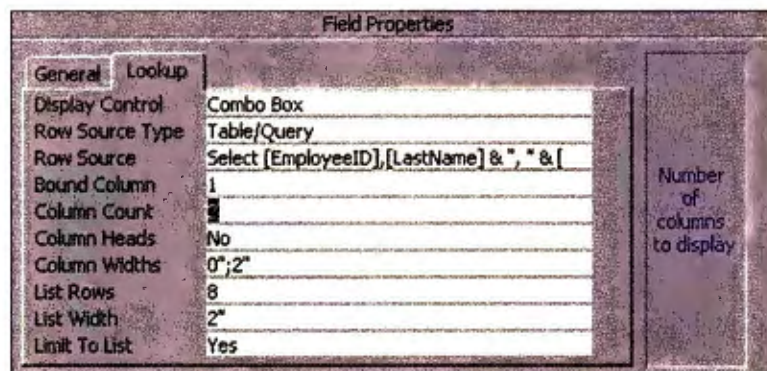 Field Properties
General Lookup
Display Control Combo Box
Row Source Type Table/Query
Row Source Select [EmployeeID],[LastName] & ", " & [
Bound Column 1
Column Count
Column Heads No
Column Widths 0";2"
List Rows 8
List Width 2"
Limit To List Yes
Number
of
columns
to display